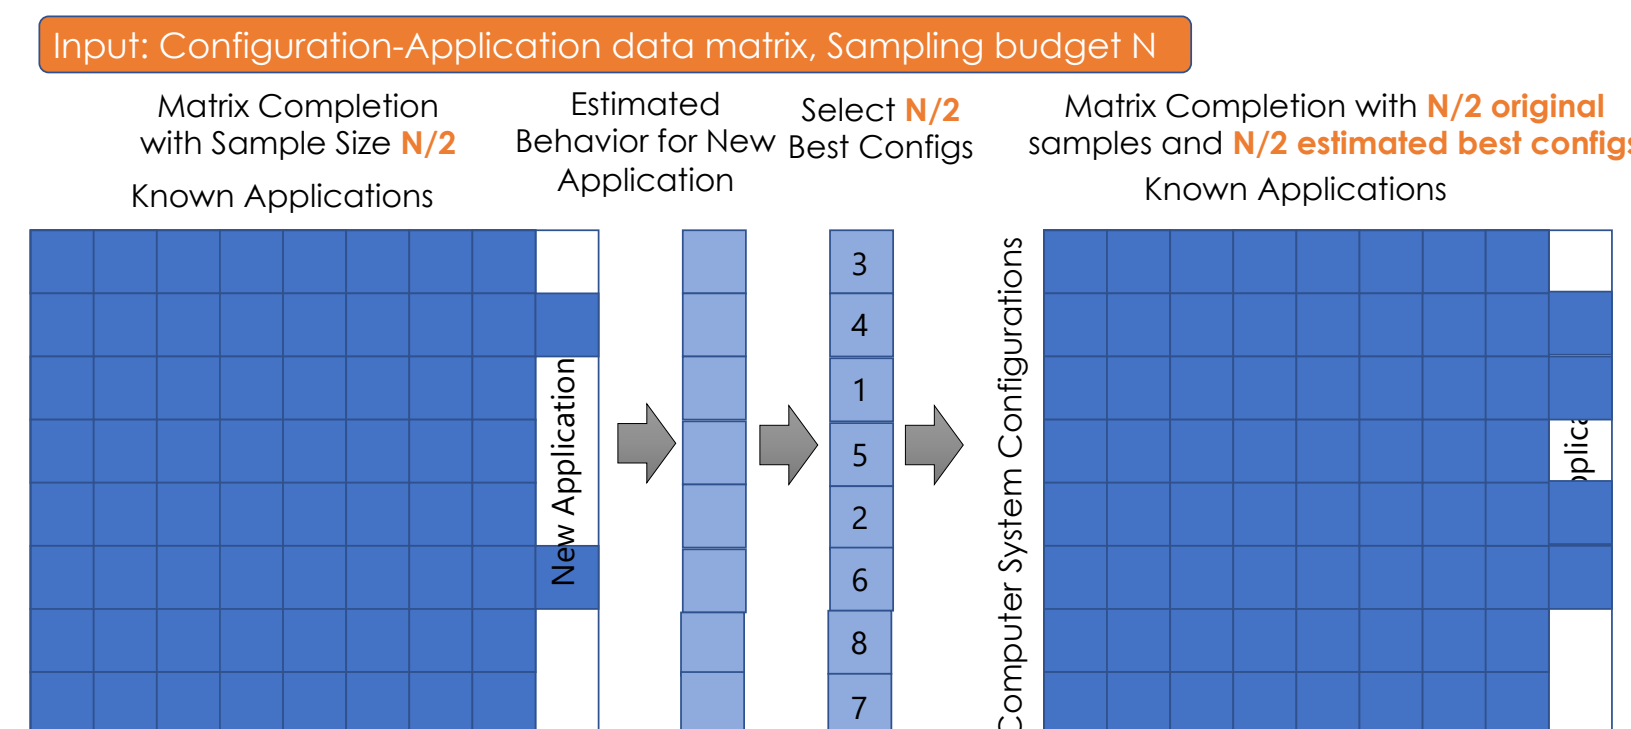 Input: Configuration-Application data matrix, Sampling budget N
Matrix Completion
with Sample Size N/2
Known Applications
New Application
Estimated
Behavior for New
Application
Select N/2
Best Configs
3
4
1
5
2
6
8
7
Matrix Completion with N/2 original
samples and N/2 estimated best configs
Known Applications
Computer System Configurations